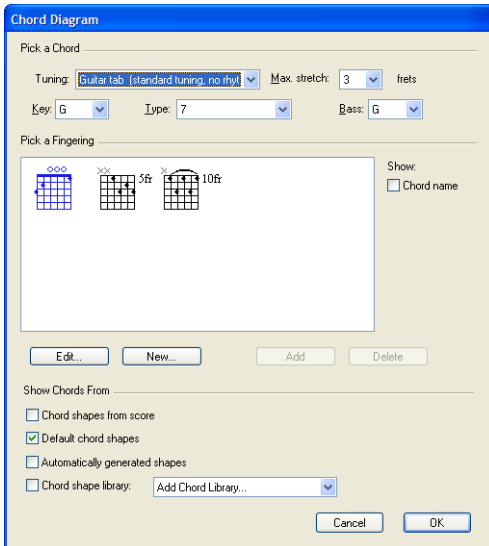 Chord Diagram
Pick a Chord
Tuning: Guitar tab (standard tuning, no rhyt Max. stretch: 3 frets
Key: G Type: 7 Bass: G
Pick a Fingering
ooo xx 5fr x 10fr
Show:
Chord name
Edit... New... Add Delete
Show Chords From
Chord shapes from score
Default chord shapes
Automatically generated shapes
Chord shape library: Add Chord Library...
Cancel OK